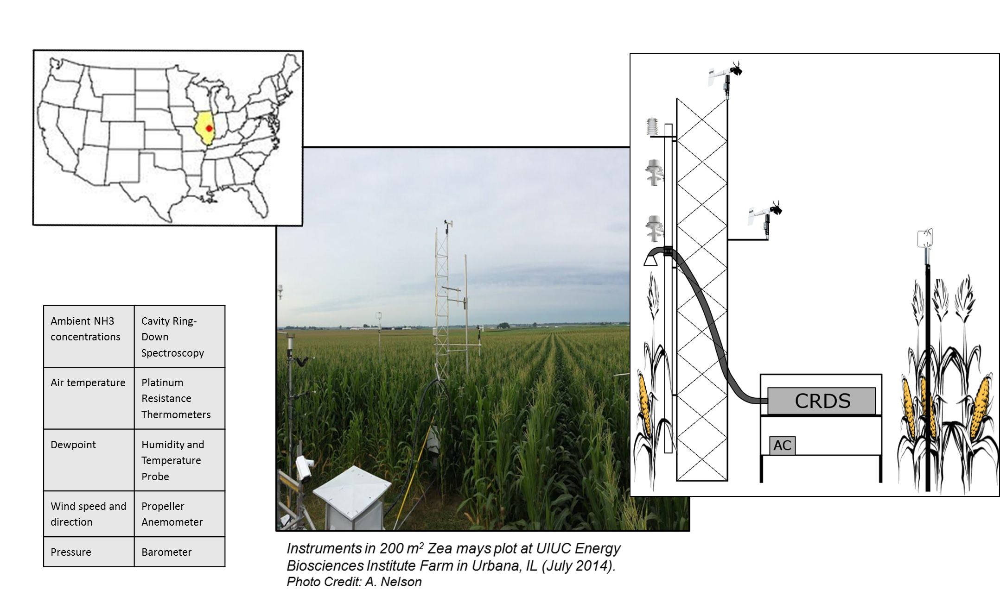 Ambient NH3
concentrations
Cavity Ring-
Down
Spectroscopy
Air temperature
Platinum
Resistance
Thermometers
Dewpoint
Humidity and
Temperature
Probe
Wind speed and
direction
Propeller
Anemometer
Pressure
Barometer
CRDS
AC
Instruments in 200 m² Zea mays plot at UIUC Energy
Biosciences Institute Farm in Urbana, IL (July 2014).
Photo Credit: A. Nelson